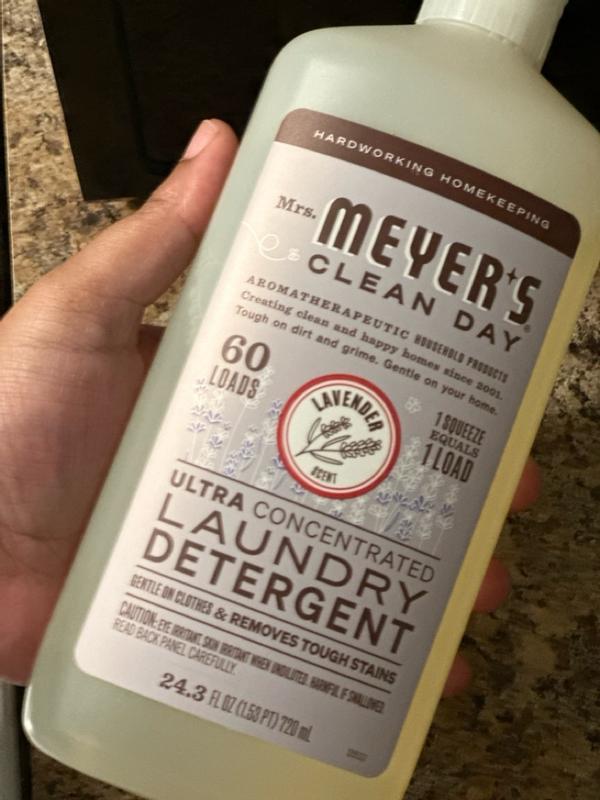 HARDWORKING HOMEKEEPING
Mrs.
MEYER'S
CLEAN DAY®
AROMATHERAPEUTIC HOUSEHOLD PRODUCTS
Creating clean and happy homes since 2001.
Tough on dirt and grime. Gentle on your home.
60
LOADS
LAVENDER
SCENT
1 SQUEEZE
EQUALS
1 LOAD
ULTRA CONCENTRATED
LAUNDRY
DETERGENT
GENTLE ON CLOTHES & REMOVES TOUGH STAINS
CAUTION: EYE IRRITANT. SKIN IRRITANT WHEN UNDILUTED. HARMFUL IF SWALLOWED.
READ BACK PANEL CAREFULLY.
24.3 FL OZ (1.53 PT) 720 mL